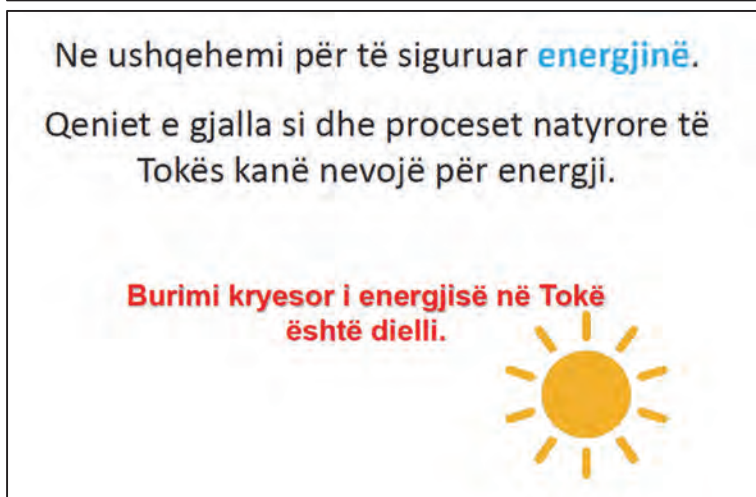 Ne ushqehemi për të siguruar energjinë.
Qeniet e gjalla si dhe proceset natyrore të
Tokës kanë nevojë për energji.
Burimi kryesor i energjisë në Tokë
është dielli.